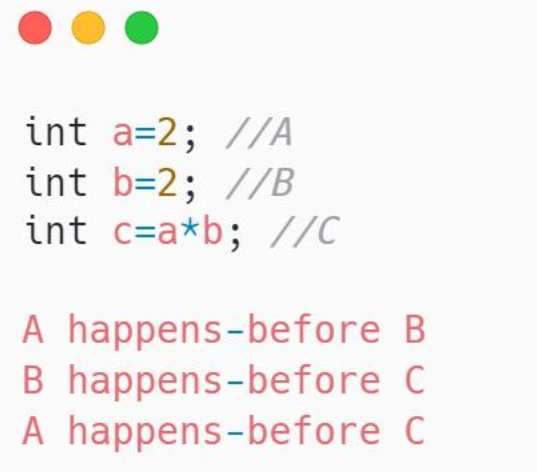 int a=2; //A
int b=2; //B
int c=a*b; //C
A happens-before B
B happens-before C
A happens-before C